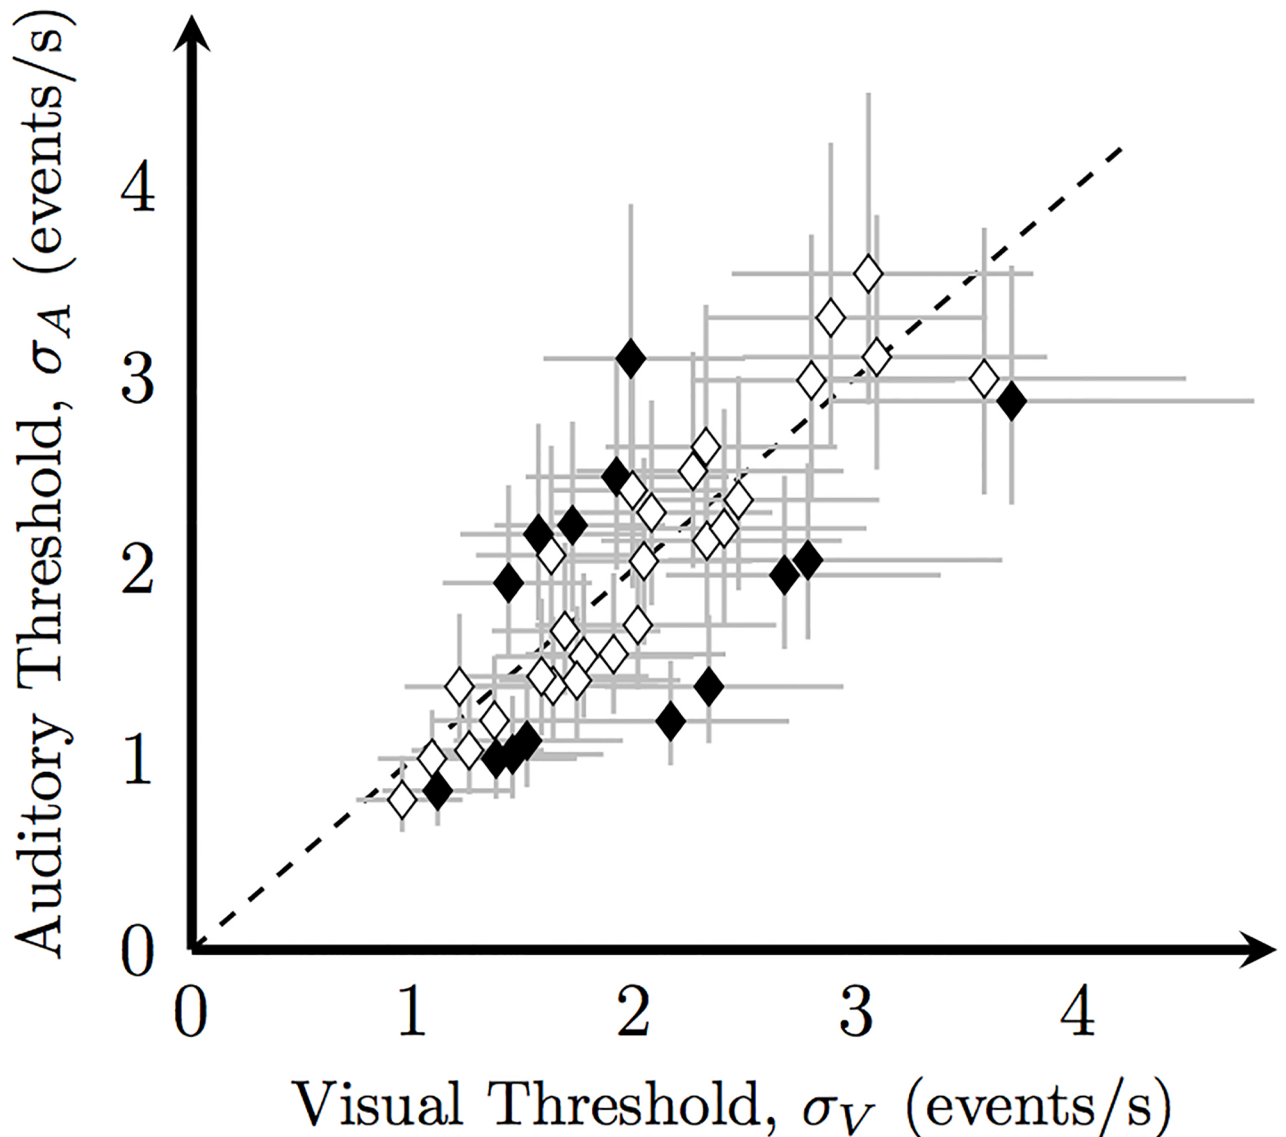 Auditory Threshold, σ_A (events/s)
4
3
2
1
0
0 1 2 3 4
Visual Threshold, σ_V (events/s)